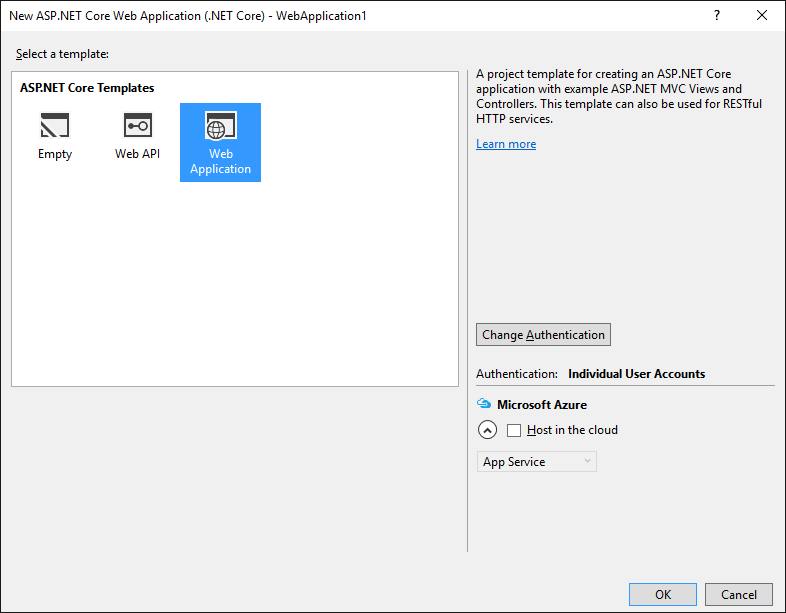 New ASP.NET Core Web Application (.NET Core) - WebApplication1
?
Select a template:
ASP.NET Core Templates
Empty
Web API
Web
Application
A project template for creating an ASP.NET Core
application with example ASP.NET MVC Views and
Controllers. This template can also be used for RESTful
HTTP services.
Learn more
Change Authentication
Authentication: Individual User Accounts
Microsoft Azure
Host in the cloud
App Service
OK
Cancel